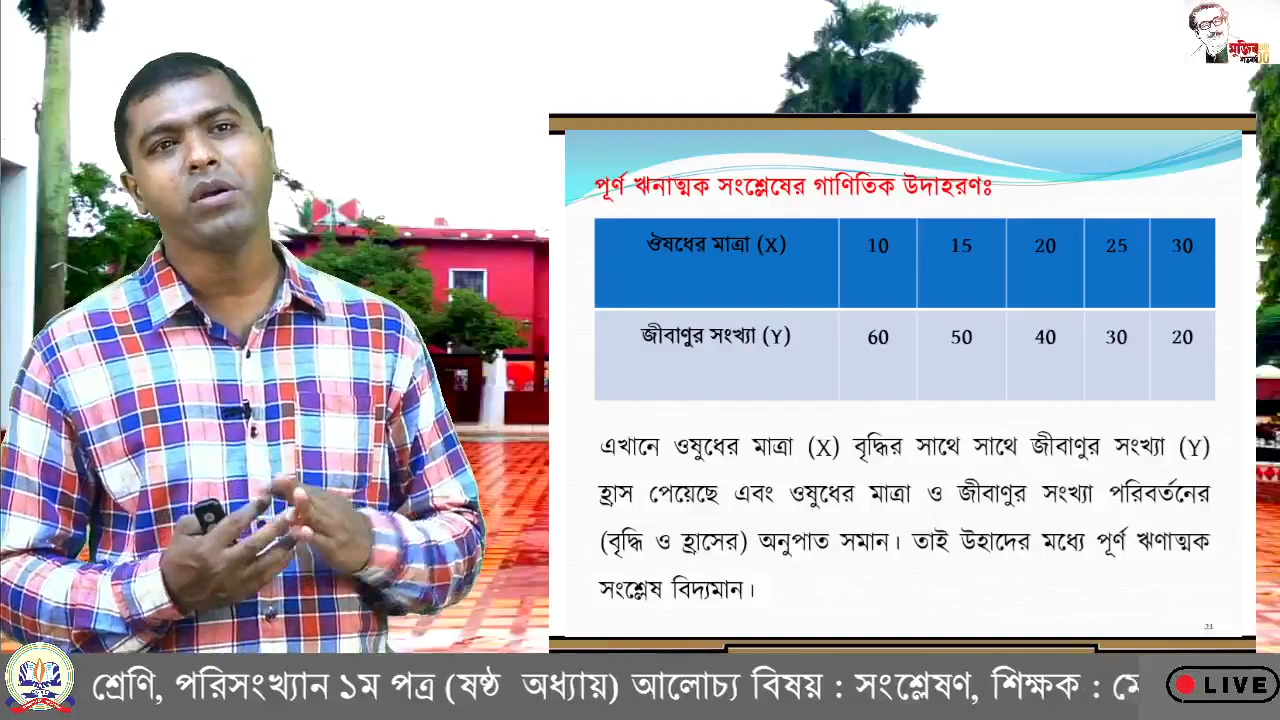 মুজিব
100
পূর্ণ ঋনাত্মক সংশ্লেষের গাণিতিক উদাহরণঃ
ঔষধের মাত্রা (X) 10 15 20 25 30
জীবাণুর সংখ্যা (Y) 60 50 40 30 20
এখানে ওষুধের মাত্রা (X) বৃদ্ধির সাথে সাথে জীবাণুর সংখ্যা (Y)
হ্রাস পেয়েছে এবং ওষুধের মাত্রা ও জীবাণুর সংখ্যা পরিবর্তনের
(বৃদ্ধি ও হ্রাসের) অনুপাত সমান। তাই উহাদের মধ্যে পূর্ণ ঋণাত্মক
সংশ্লেষ বিদ্যমান।
21
শ্রেণি, পরিসংখ্যান ১ম পত্র (ষষ্ঠ অধ্যায়) আলোচ্য বিষয় : সংশ্লেষণ, শিক্ষক : মো
LIVE